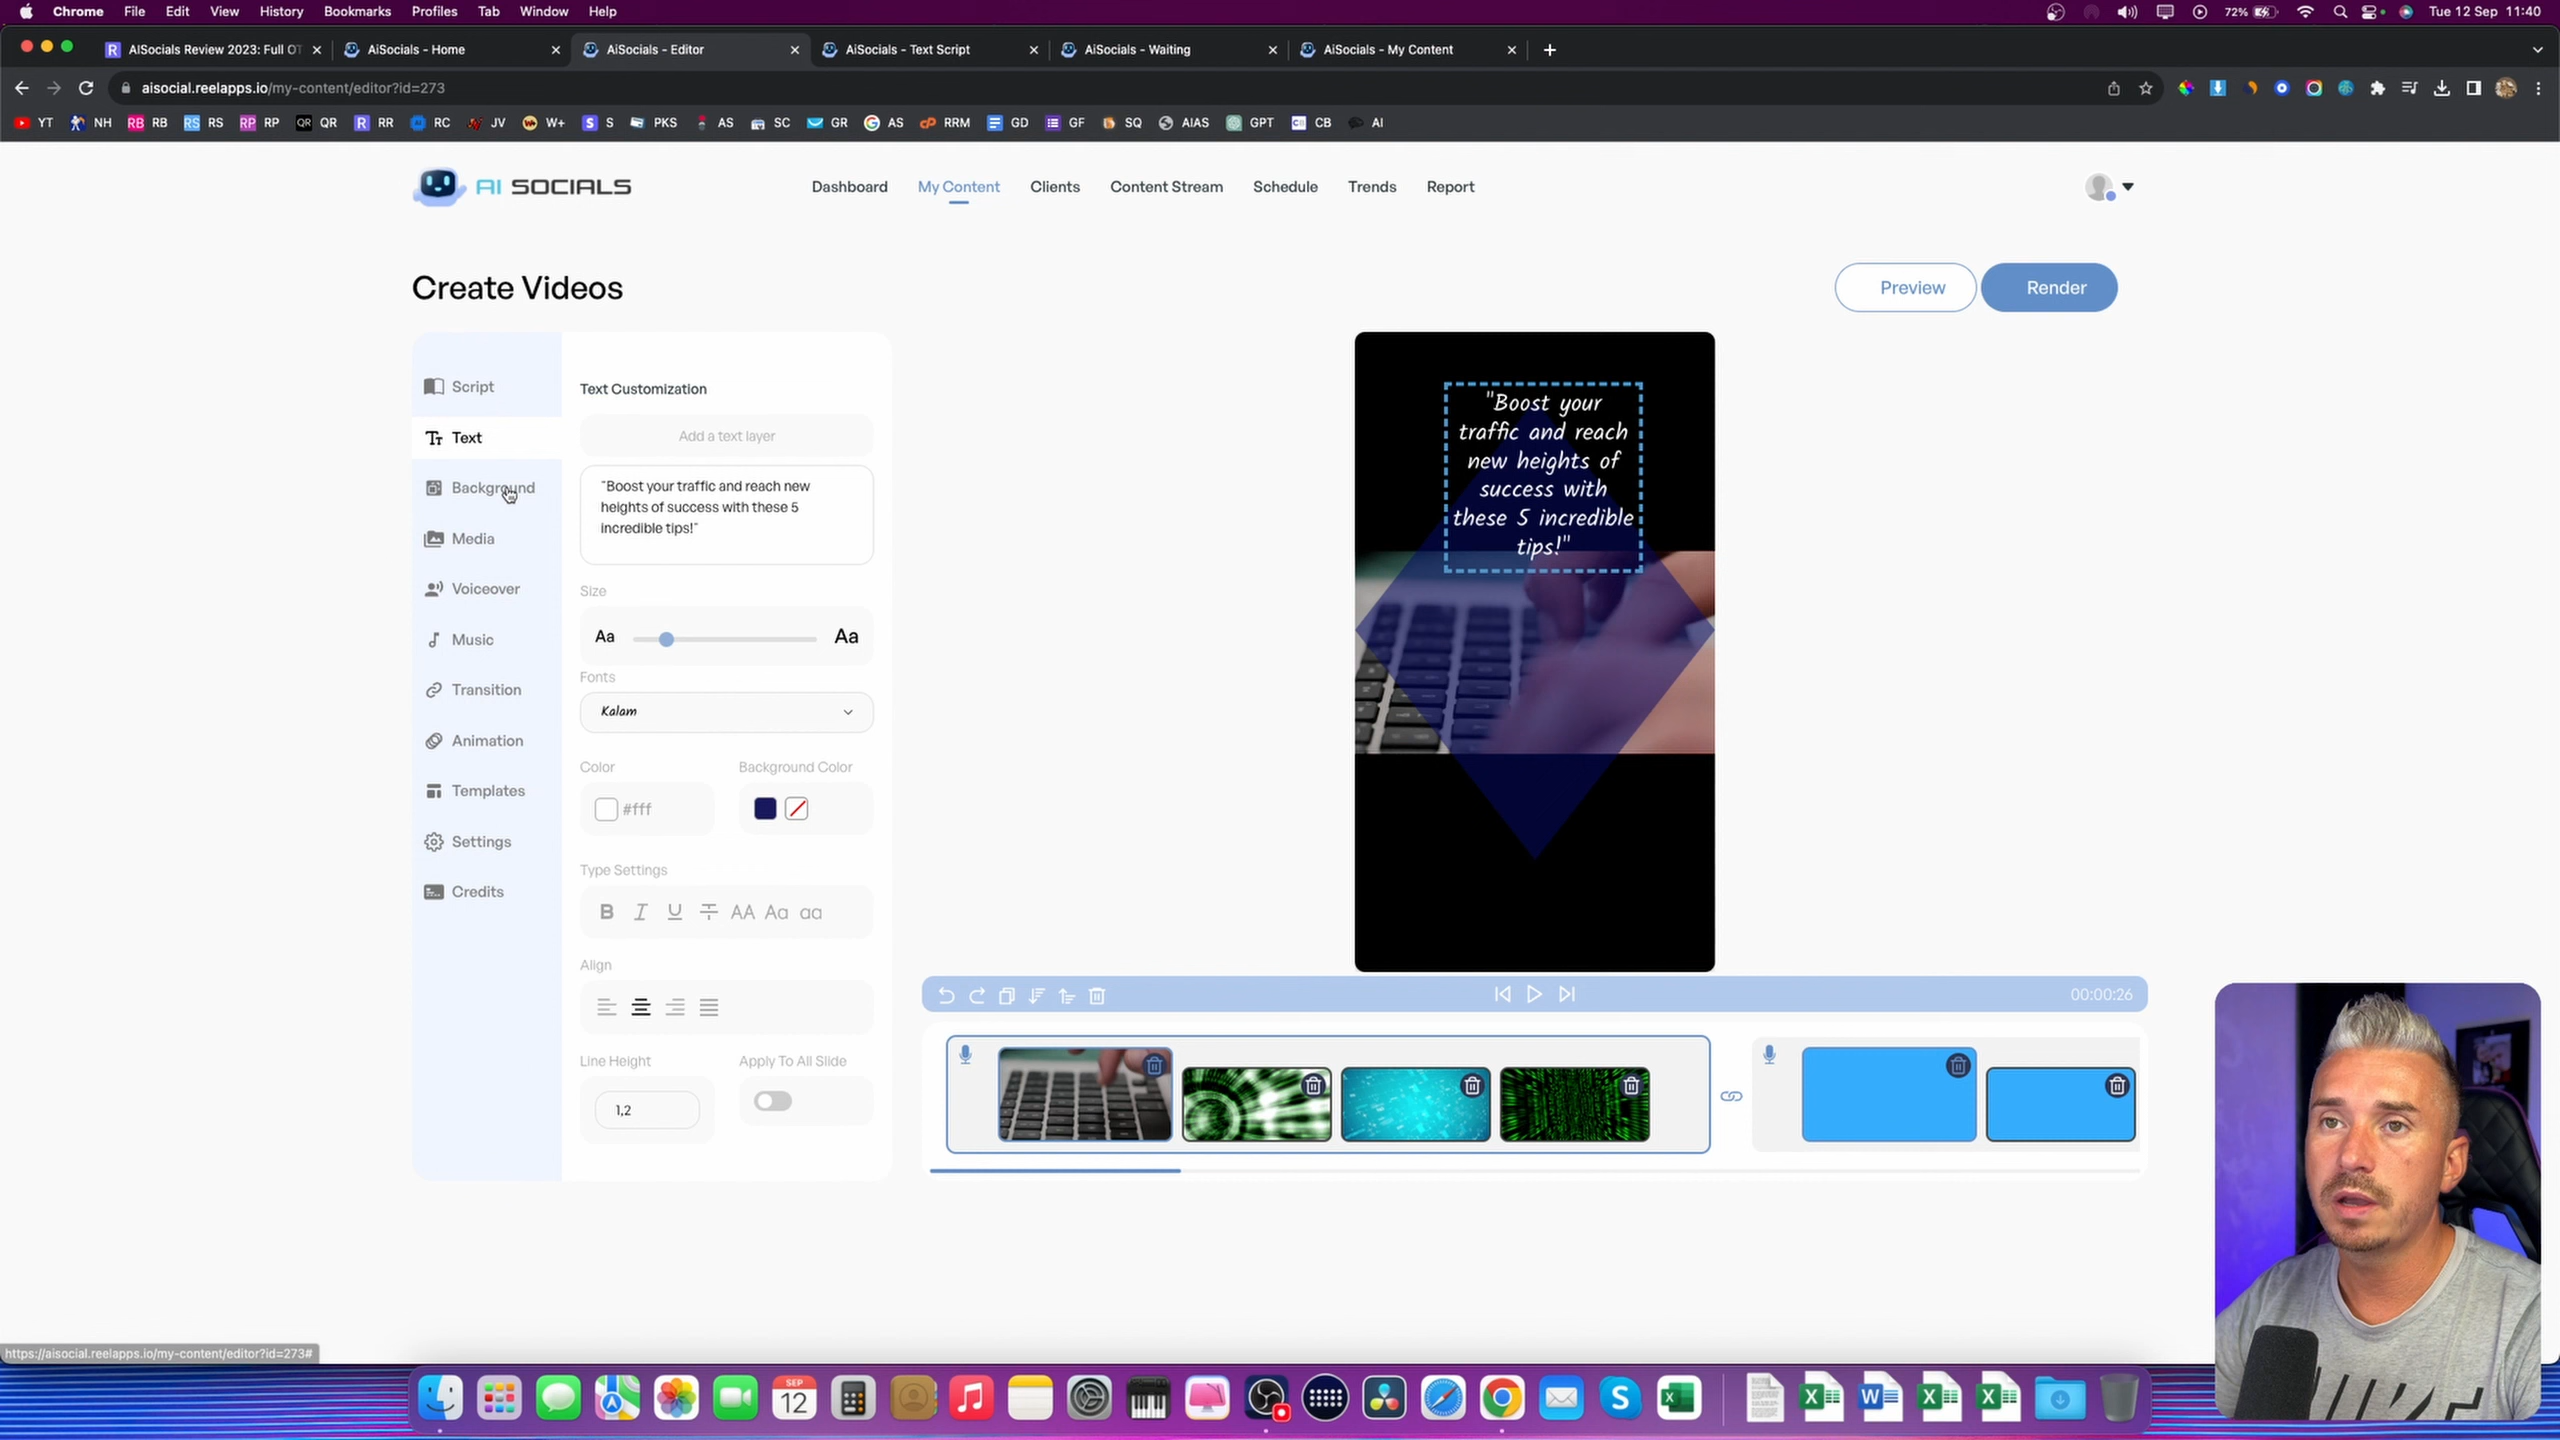 Chrome File Edit View History Bookmarks Profiles Tab Window Help
72% Tue 12 Sep 11:40
AISocials Review 2023: Full OT
AiSocials - Home
AiSocials - Editor
AiSocials - Text Script
AiSocials - Waiting
AiSocials - My Content
aisocial.reelapps.io/my-content/editor?id=273
YT NH RB RB RS RS RP RP QR QR R RR RC JV W+ S S PKS AS SC GR AS RRM GD GF SQ AIAS GPT CB AI
AI SOCIALS
Dashboard My Content Clients Content Stream Schedule Trends Report
Create Videos
Preview Render
Script
Text
Background
Media
Voiceover
Music
Transition
Animation
Templates
Settings
Credits
Text Customization
Add a text layer
"Boost your traffic and reach new
heights of success with these 5
incredible tips!"
Size
Aa Aa
Fonts
Kalam
Color Background Color
#fff
Type Settings
B I U T AA Aa aa
Align
Line Height Apply To All Slide
1,2
"Boost your
traffic and reach
new heights of
success with
these 5 incredible
tips!"
00:00:26
https://aisocial.reelapps.io/my-content/editor?id=273#
SEP
12